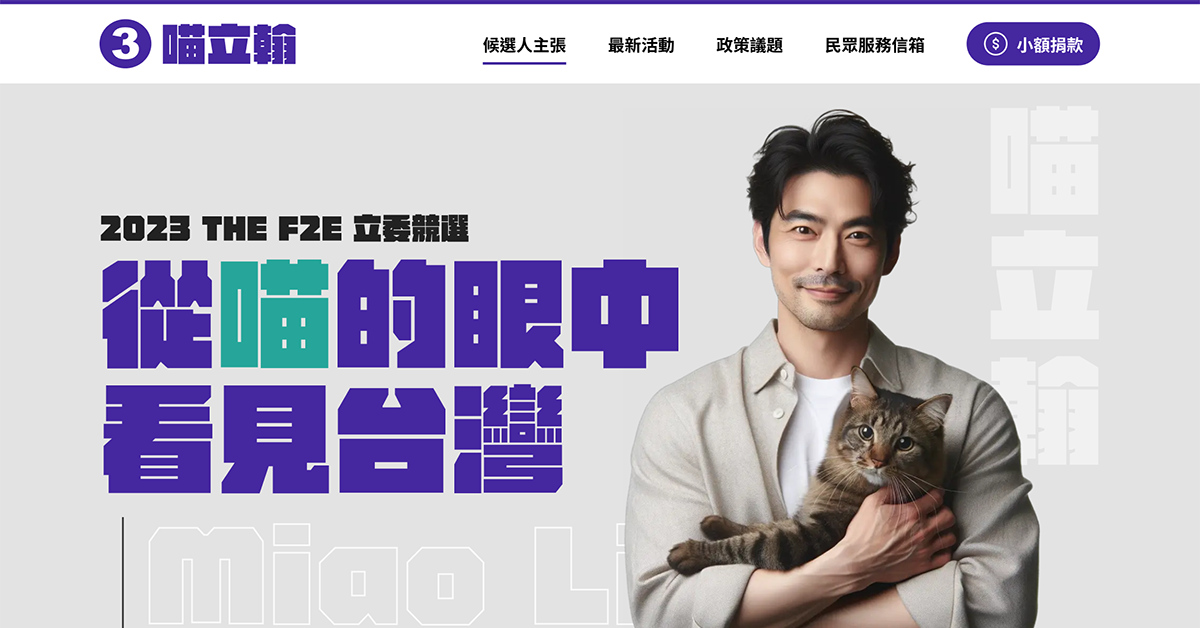 3 喵立翰
候選人主張
最新活動
政策議題
民眾服務信箱
$ 小額捐款
2023 THE F2E 立委競選
從喵的眼中
看見台灣
喵立翰
Miao Li